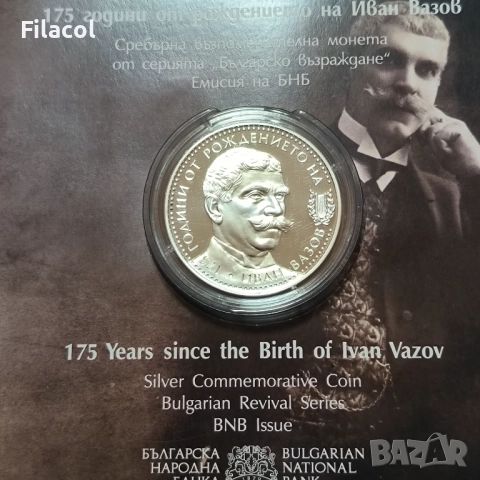 Filacol
175 години от рождението на Иван Вазов
Сребърна възпоменателна монета
от серията „Българско възраждане“
Емисия на БНБ
ГОДИНИ ОТ РОЖДЕНИЕТО НА
ИВАН ВАЗОВ
175 Years since the Birth of Ivan Vazov
Silver Commemorative Coin
Bulgarian Revival Series
BNB Issue
БЪЛГАРСКА BULGARIAN
НАРОДНА NATIONAL
БАНКА 1879 BANK
BAZAR